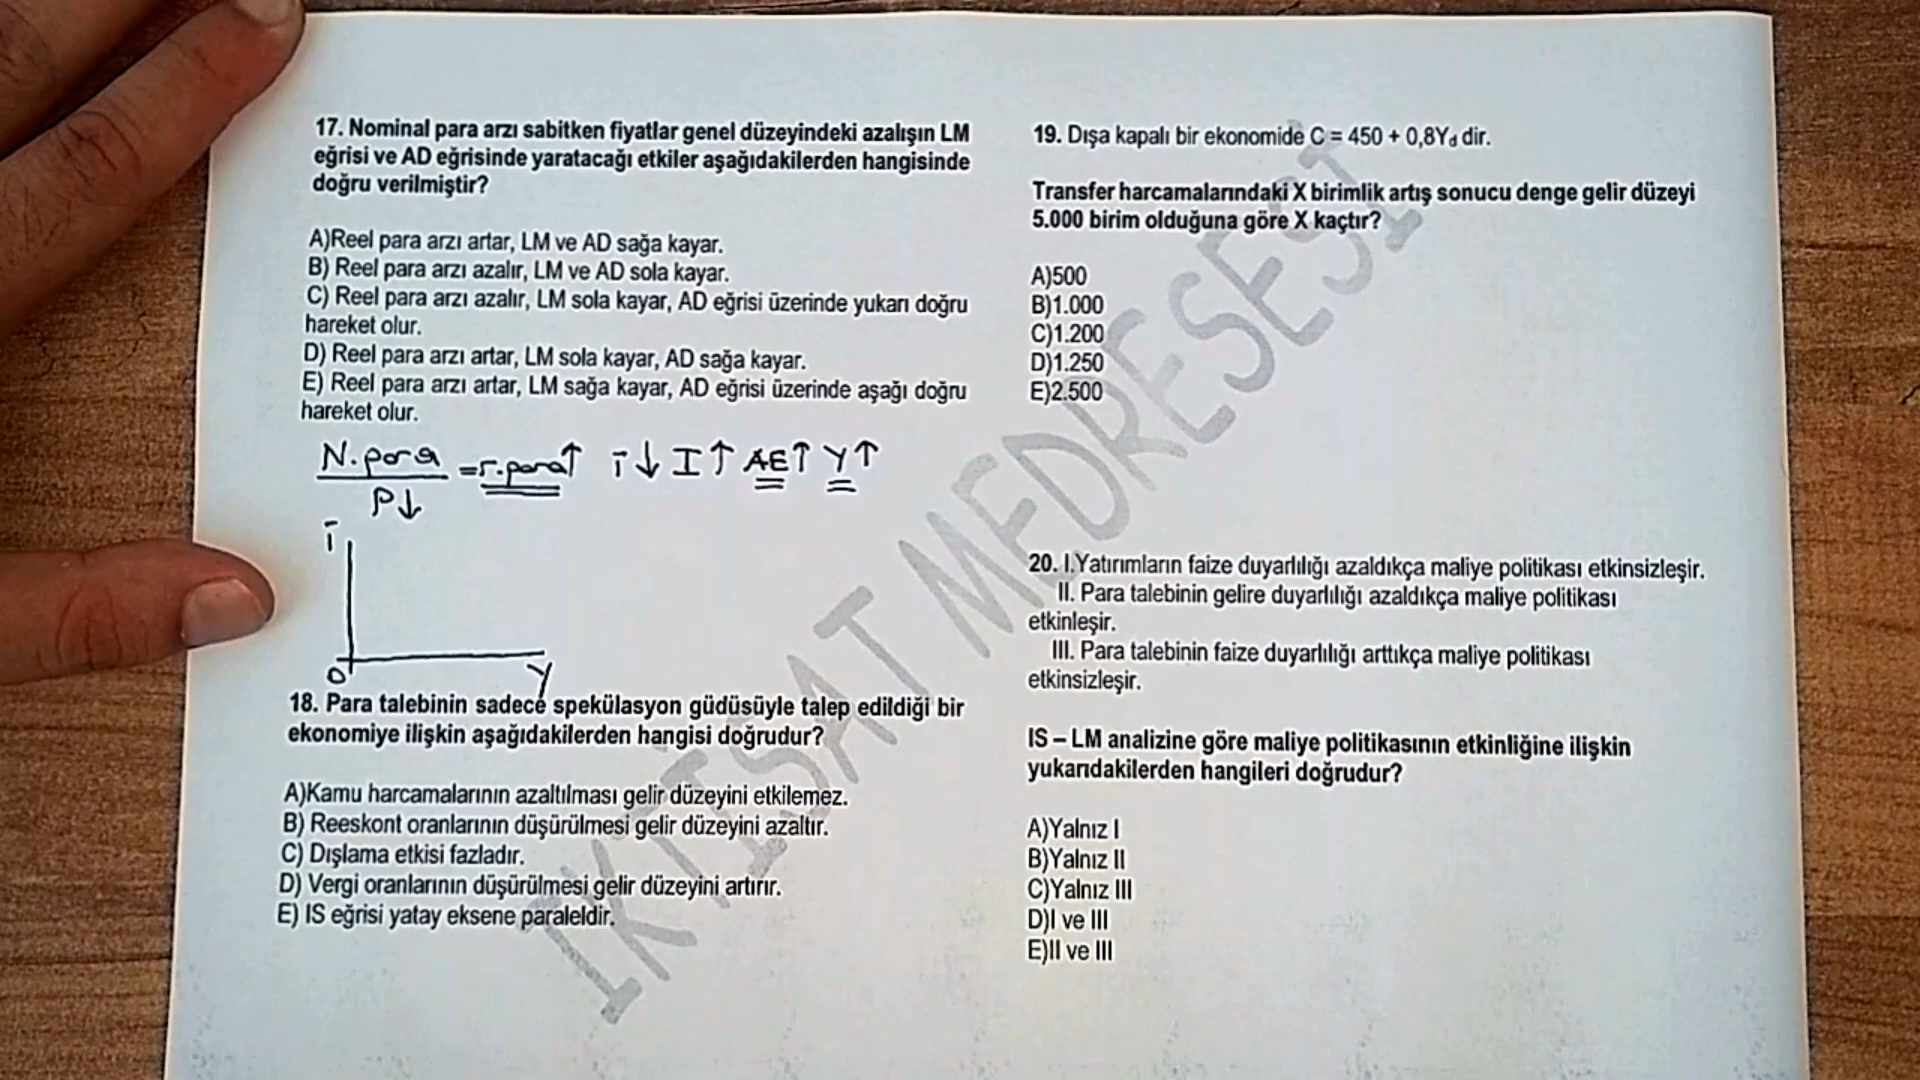 17. Nominal para arzı sabitken fiyatlar genel düzeyindeki azalışın LM
eğrisi ve AD eğrisinde yaratacağı etkiler aşağıdakilerden hangisinde
doğru verilmiştir?
A)Reel para arzı artar, LM ve AD sağa kayar.
B) Reel para arzı azalır, LM ve AD sola kayar.
C) Reel para arzı azalır, LM sola kayar, AD eğrisi üzerinde yukarı doğru
hareket olur.
D) Reel para arzı artar, LM sola kayar, AD sağa kayar.
E) Reel para arzı artar, LM sağa kayar, AD eğrisi üzerinde aşağı doğru
hareket olur.
N.para
P↓
=r.para↑ i↓ I↑ AE↑ Y↑
i
0
Y
18. Para talebinin sadece spekülasyon güdüsüyle talep edildiği bir
ekonomiye ilişkin aşağıdakilerden hangisi doğrudur?
A)Kamu harcamalarının azaltılması gelir düzeyini etkilemez.
B) Reeskont oranlarının düşürülmesi gelir düzeyini azaltır.
C) Dışlama etkisi fazladır.
D) Vergi oranlarının düşürülmesi gelir düzeyini artırır.
E) IS eğrisi yatay eksene paraleldir.
19. Dışa kapalı bir ekonomide C = 450 + 0,8Yd dir.
Transfer harcamalarındaki X birimlik artış sonucu denge gelir düzeyi
5.000 birim olduğuna göre X kaçtır?
A)500
B)1.000
C)1.200
D)1.250
E)2.500
20. I.Yatırımların faize duyarlılığı azaldıkça maliye politikası etkinsizleşir.
II. Para talebinin gelire duyarlılığı azaldıkça maliye politikası
etkinleşir.
III. Para talebinin faize duyarlılığı arttıkça maliye politikası
etkinsizleşir.
IS – LM analizine göre maliye politikasının etkinliğine ilişkin
yukarıdakilerden hangileri doğrudur?
A)Yalnız I
B)Yalnız II
C)Yalnız III
D)I ve III
E)II ve III
İKTİSAT MEDRESESİ